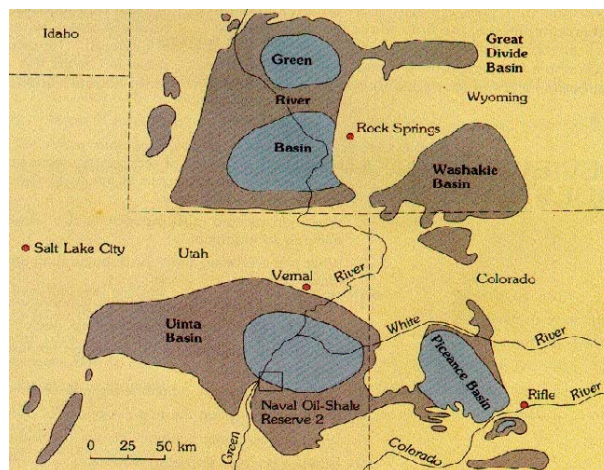 Idaho
Great
Divide
Basin
Green
River
Basin
Wyoming
Rock Springs
Washakie
Basin
Salt Lake City
Utah
Vernal
River
Colorado
Uinta
Basin
White
River
Piceance Basin
Naval Oil-Shale
Reserve 2
Rifle
River
Green
Colorado
0 25 50 km